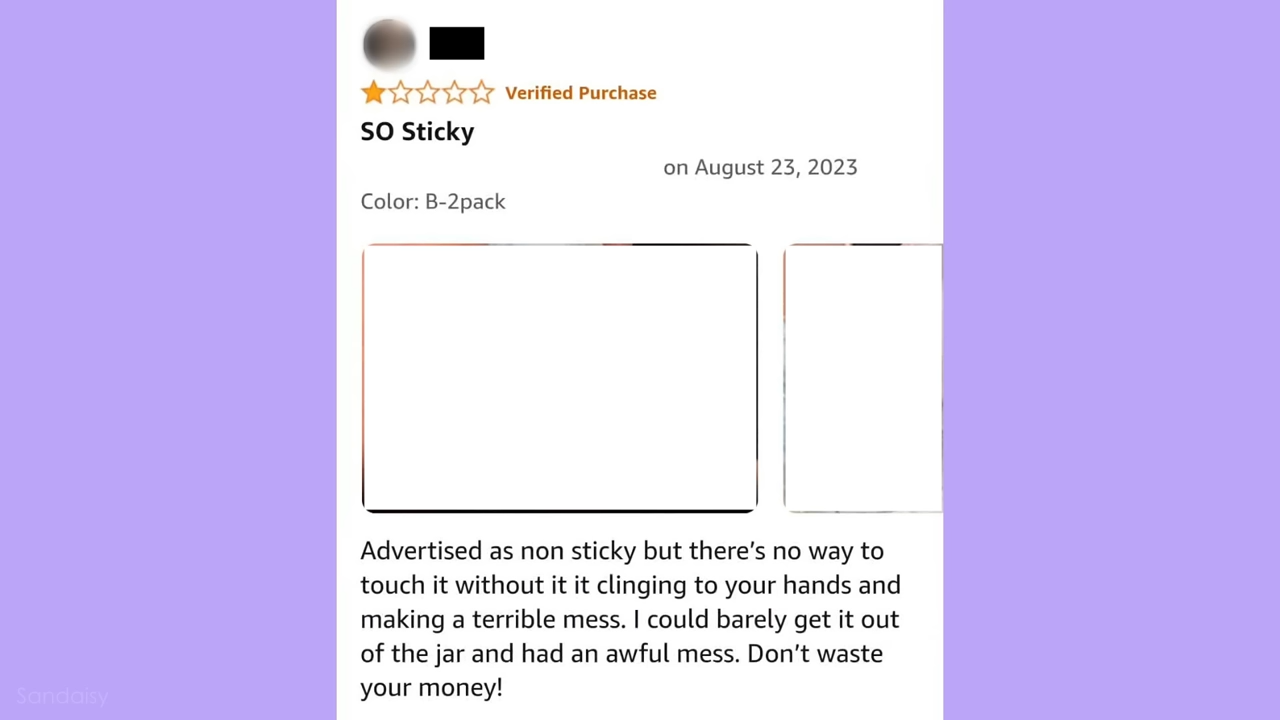 Verified Purchase
SO Sticky
on August 23, 2023
Color: B-2pack
Advertised as non sticky but there’s no way to
touch it without it it clinging to your hands and
making a terrible mess. I could barely get it out
of the jar and had an awful mess. Don’t waste
your money!
Sandaisy